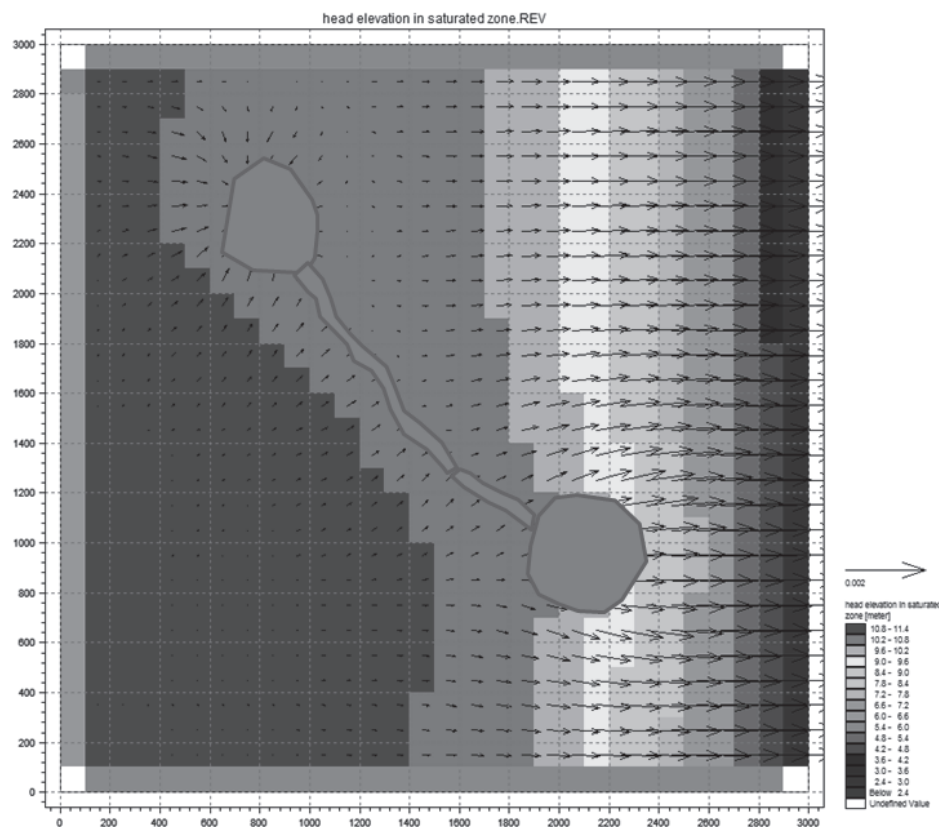 head elevation in saturated zone.REV
3000
2800
2600
2400
2200
2000
1800
1600
1400
1200
1000
800
600
400
200
0
0 200 400 600 800 1000 1200 1400 1600 1800 2000 2200 2400 2600 2800 3000
0.002
head elevation in saturated
zone [meter]
10.8 - 11.4
10.2 - 10.8
9.6 - 10.2
9.0 - 9.6
8.4 - 9.0
7.8 - 8.4
7.2 - 7.8
6.6 - 7.2
6.0 - 6.6
5.4 - 6.0
4.8 - 5.4
4.2 - 4.8
3.6 - 4.2
3.0 - 3.6
2.4 - 3.0
Below 2.4
Undefined Value